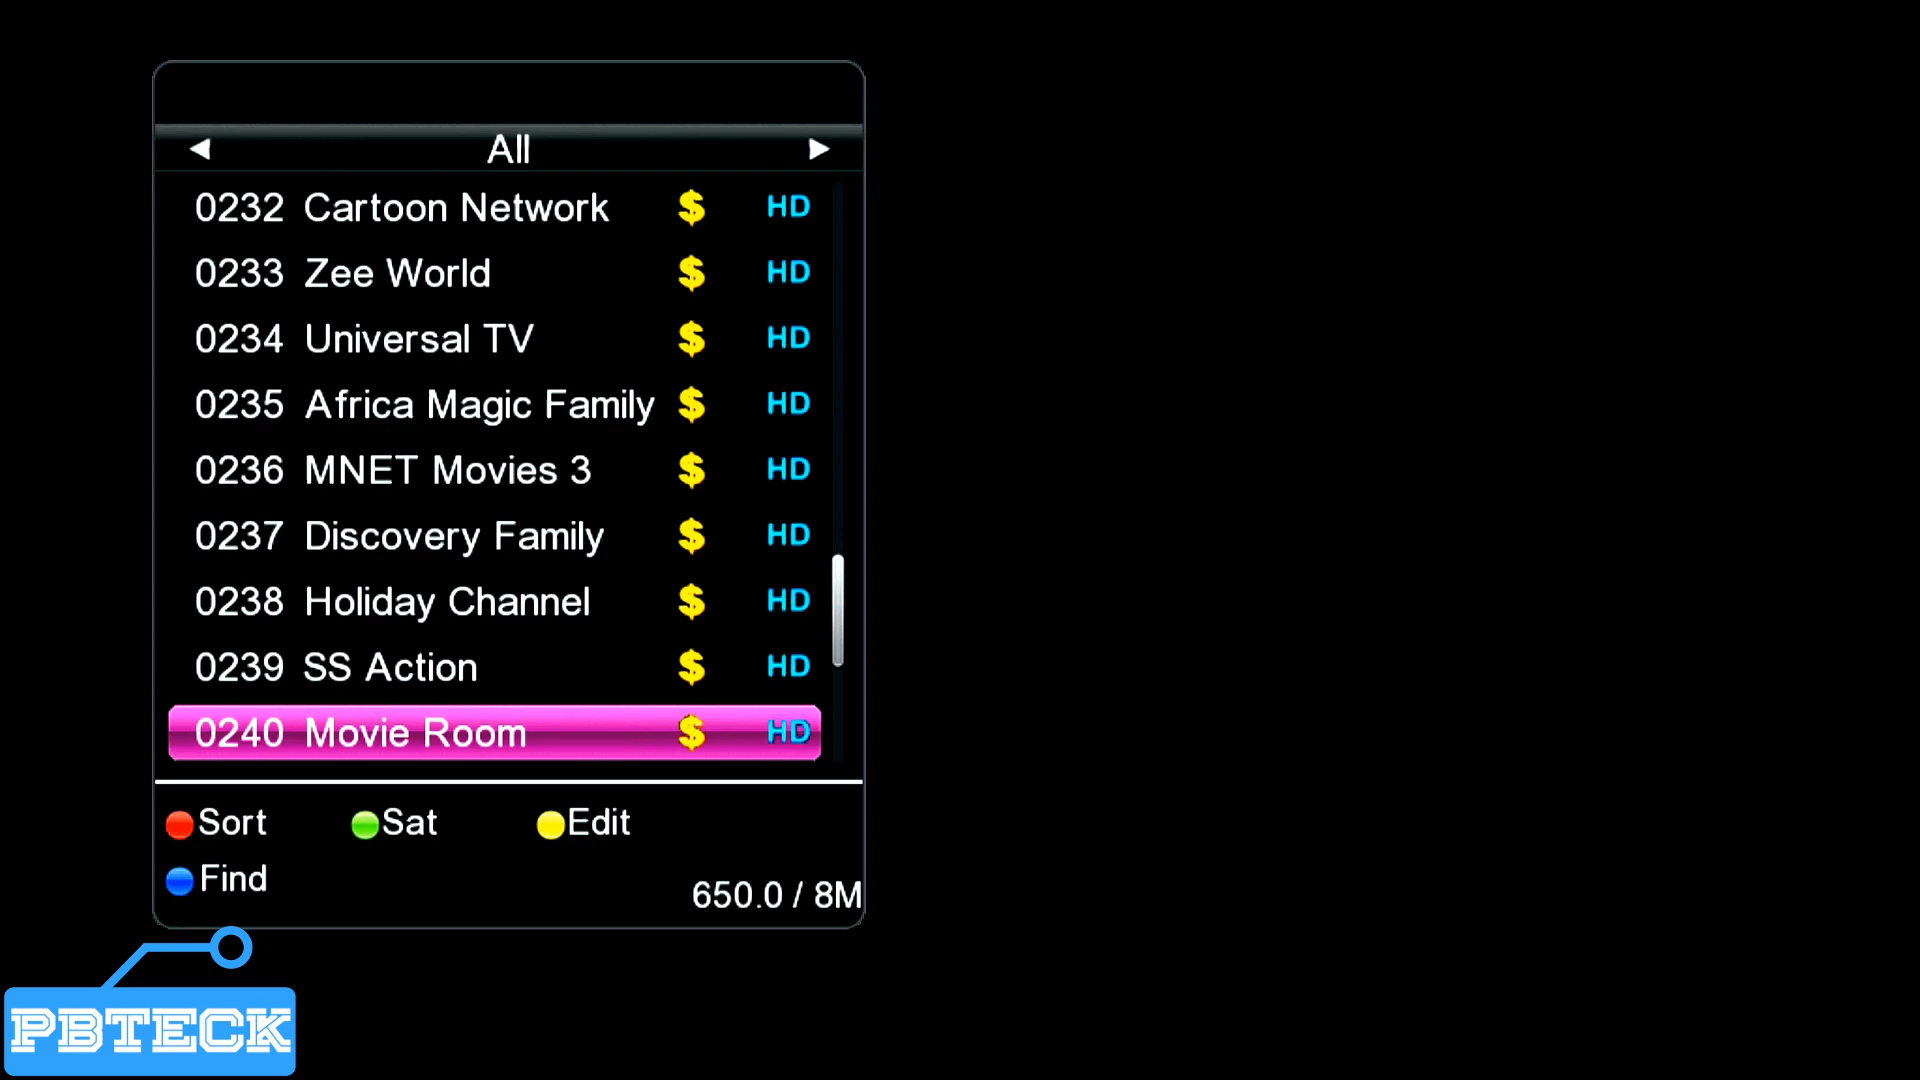 All
0232 Cartoon Network $ HD
0233 Zee World $ HD
0234 Universal TV $ HD
0235 Africa Magic Family $ HD
0236 MNET Movies 3 $ HD
0237 Discovery Family $ HD
0238 Holiday Channel $ HD
0239 SS Action $ HD
0240 Movie Room $ HD
Sort Sat Edit
Find
650.0 / 8M
PBTECK